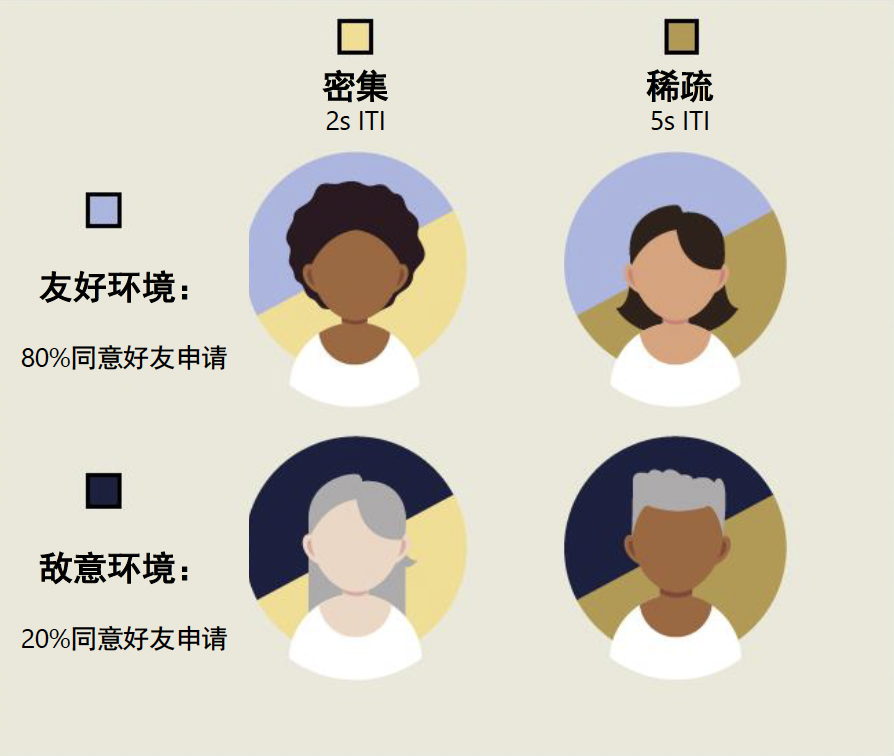 密集
2s ITI
稀疏
5s ITI
友好环境：
80%同意好友申请
敌意环境：
20%同意好友申请